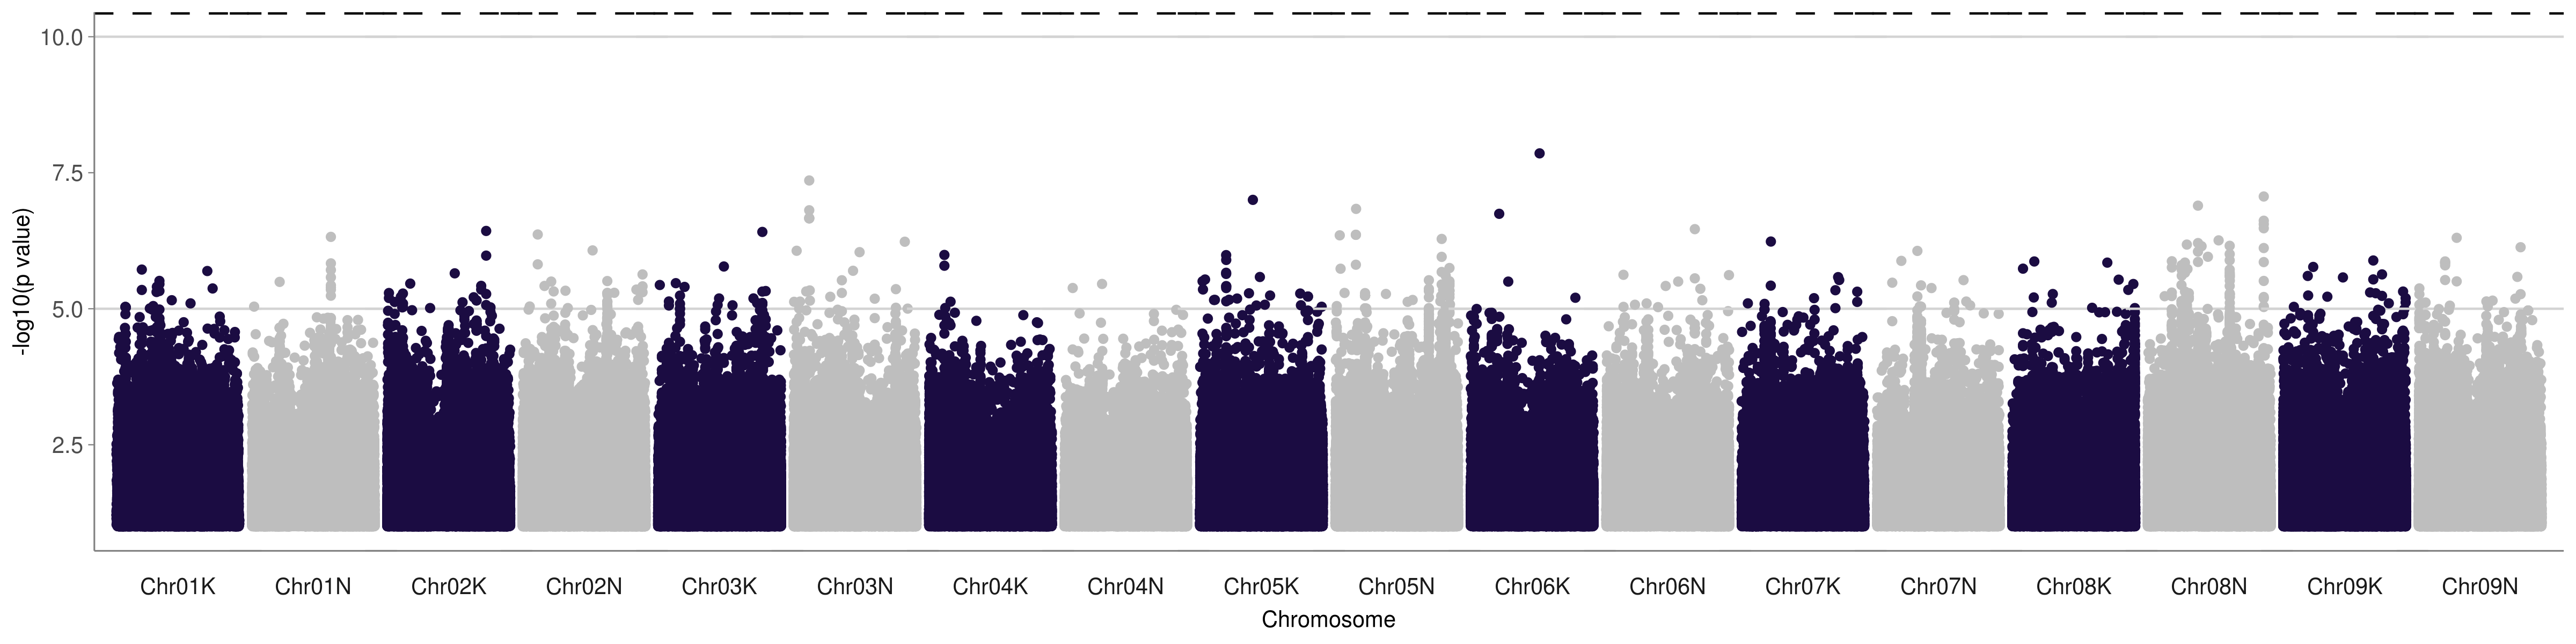 10.0
7.5
5.0
2.5
-log10(p value)
Chr01K Chr01N Chr02K Chr02N Chr03K Chr03N Chr04K Chr04N Chr05K Chr05N Chr06K Chr06N Chr07K Chr07N Chr08K Chr08N Chr09K Chr09N
Chromosome